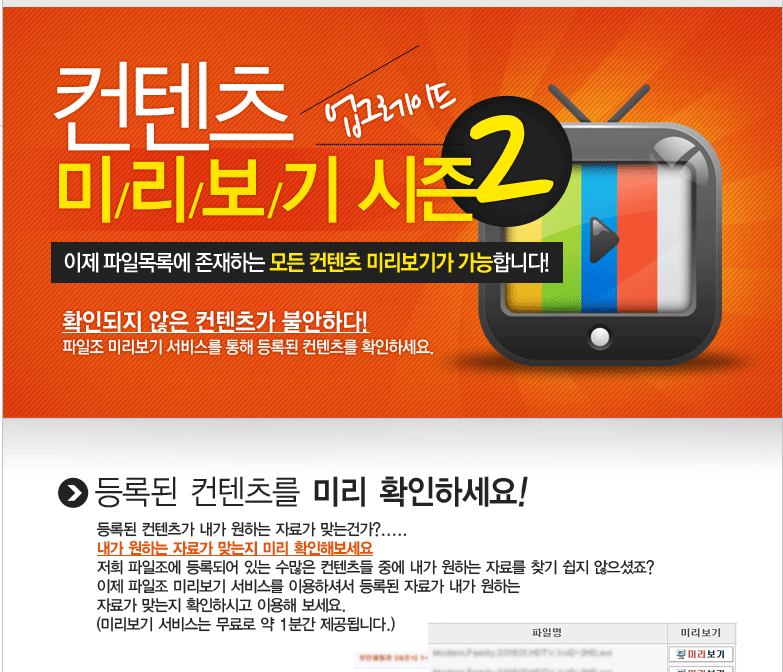 컨텐츠 업그레이드
미/리/보/기 시즌2
이제 파일목록에 존재하는 모든 컨텐츠 미리보기가 가능합니다!
확인되지 않은 컨텐츠가 불안하다!
파일조 미리보기 서비스를 통해 등록된 컨텐츠를 확인하세요.
등록된 컨텐츠를 미리 확인하세요!
등록된 컨텐츠가 내가 원하는 자료가 맞는건가?.....
내가 원하는 자료가 맞는지 미리 확인해보세요
저희 파일조에 등록되어 있는 수많은 컨텐츠들 중에 내가 원하는 자료를 찾기 쉽지 않으셨죠?
이제 파일조 미리보기 서비스를 이용하셔서 등록된 자료가 내가 원하는
자료가 맞는지 확인하시고 이용해 보세요.
(미리보기 서비스는 무료로 약 1분간 제공됩니다.)
파일명 미리보기
미리보기